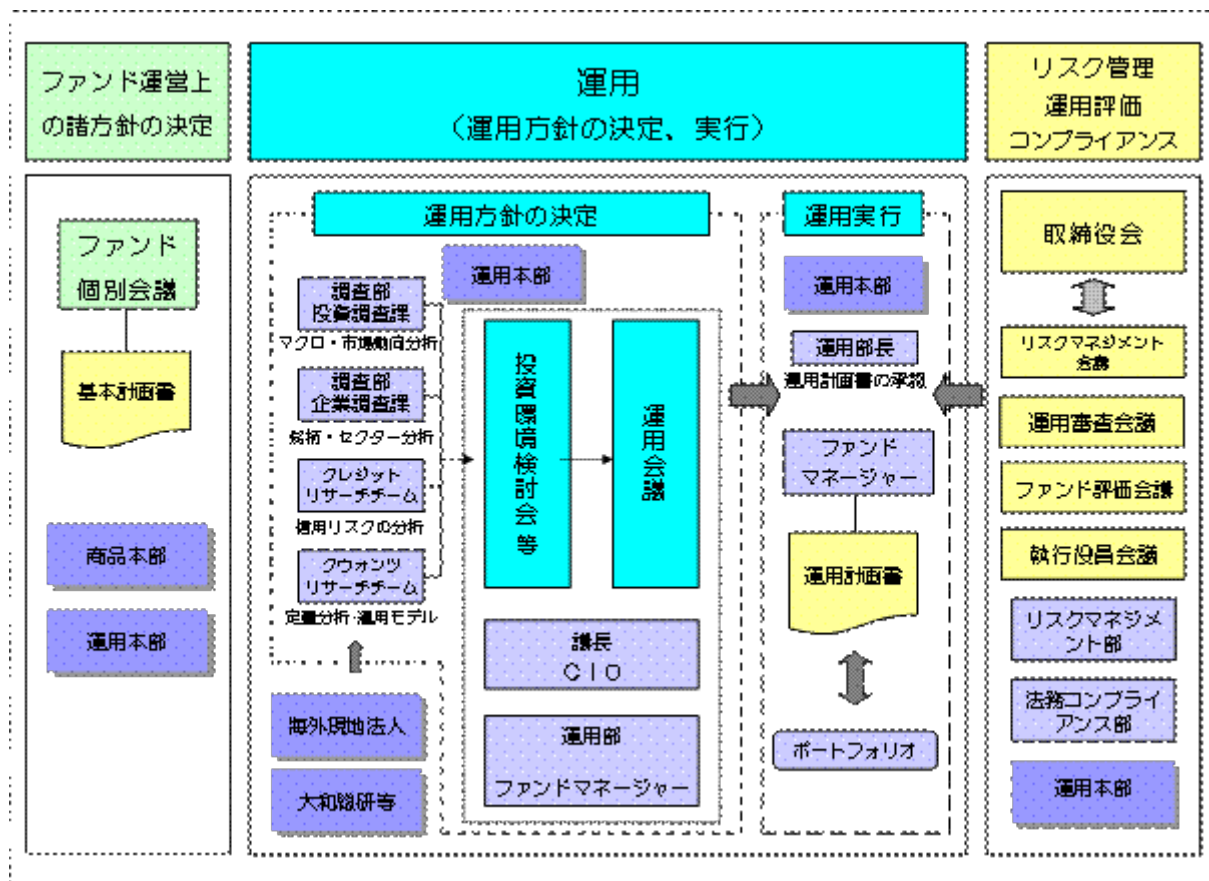 ファンド運営上
の諸方針の決定
運用
（運用方針の決定、実行）
リスク管理
運用評価
コンプライアンス
ファンド
個別会議
基本計画書
商品本部
運用本部
運用方針の決定
運用本部
調査部
投資調査課
マクロ・市場動向分析
調査部
企業調査課
銘柄・セクター分析
クレジット
リサーチチーム
信用リスクの分析
クウォンツ
リサーチチーム
定量分析・運用モデル
海外現地法人
大和総研等
投資環境検討会等
運用会議
議長
ＣＩＯ
運用部
ファンドマネージャー
運用実行
運用本部
運用部長
運用計画書の承認
ファンド
マネージャー
運用計画書
ポートフォリオ
取締役会
リスクマネジメント
会議
運用審査会議
ファンド評価会議
執行役員会議
リスクマネジメ
ント部
法務コンプライ
アンス部
運用本部